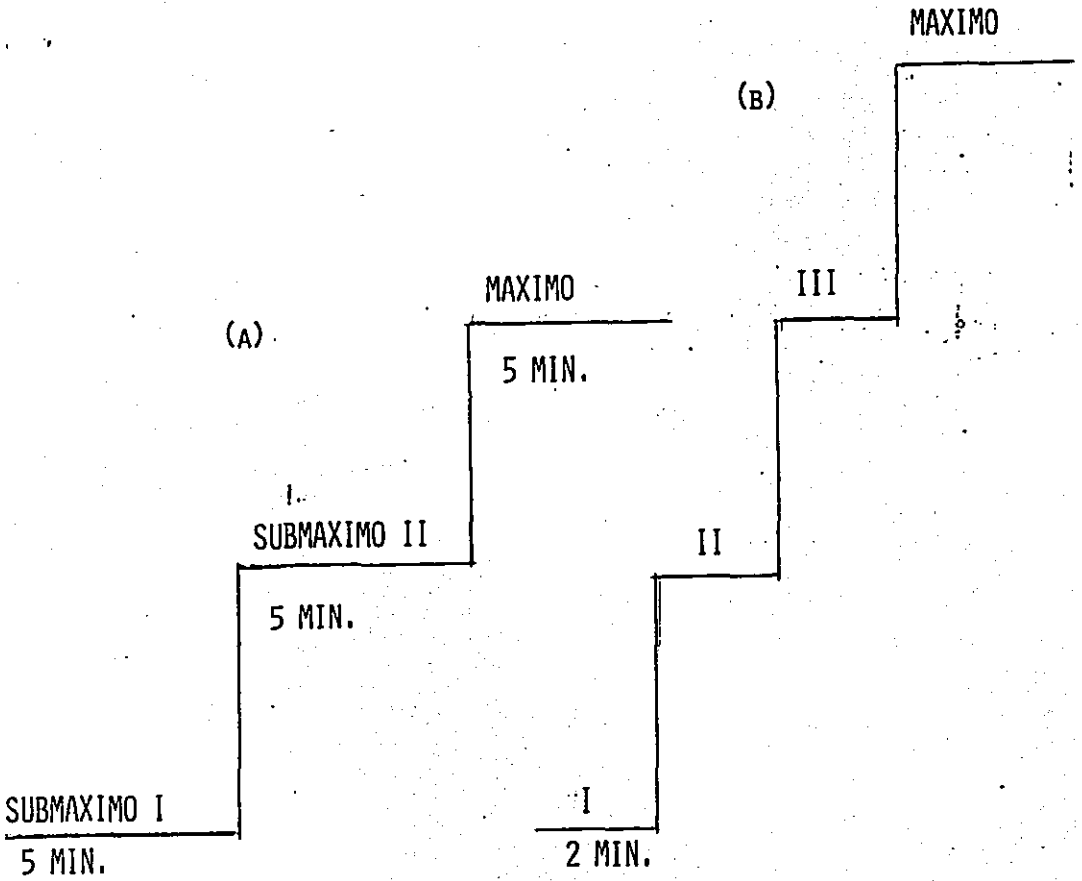 MAXIMO
(B)
III
MAXIMO
(A)
5 MIN.
SUBMAXIMO II
II
5 MIN.
I
SUBMAXIMO I
2 MIN.
5 MIN.